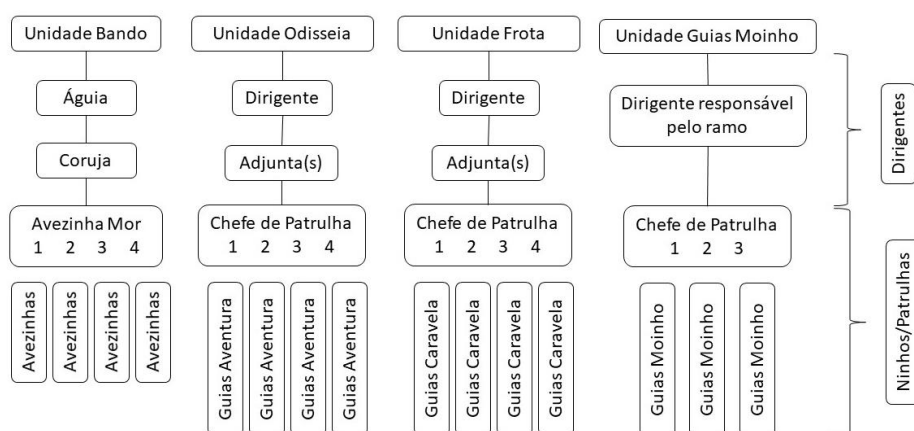 Unidade Bando
Águia
Coruja
Avezinha Mor
1 2 3 4
Avezinhas
Avezinhas
Avezinhas
Avezinhas
Unidade Odisseia
Dirigente
Adjunta(s)
Chefe de Patrulha
1 2 3 4
Guias Aventura
Guias Aventura
Guias Aventura
Guias Aventura
Unidade Frota
Dirigente
Adjunta(s)
Chefe de Patrulha
1 2 3 4
Guias Caravela
Guias Caravela
Guias Caravela
Guias Caravela
Unidade Guias Moinho
Dirigente responsável
pelo ramo
Chefe de Patrulha
1 2 3
Guias Moinho
Guias Moinho
Guias Moinho
Dirigentes
Ninhos/Patrulhas